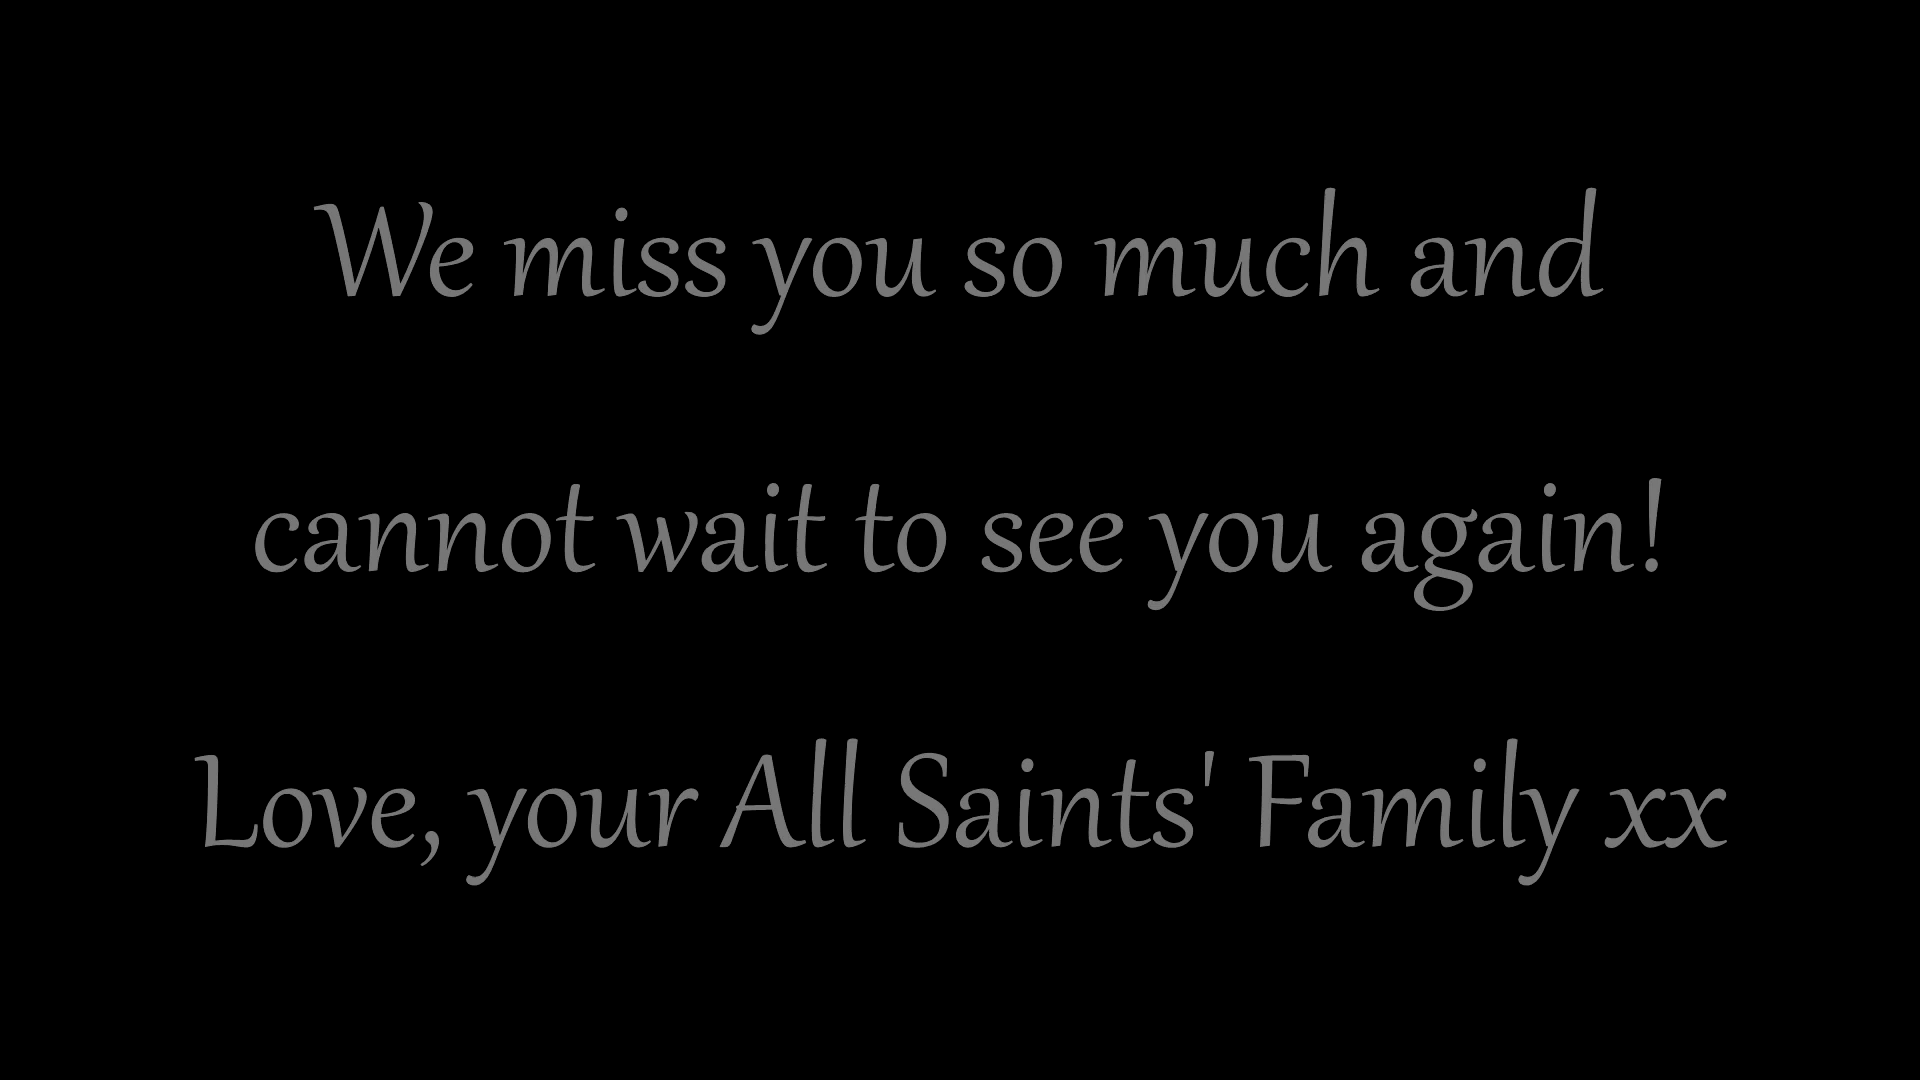 We miss you so much and
cannot wait to see you again!
Love, your All Saints' Family xx